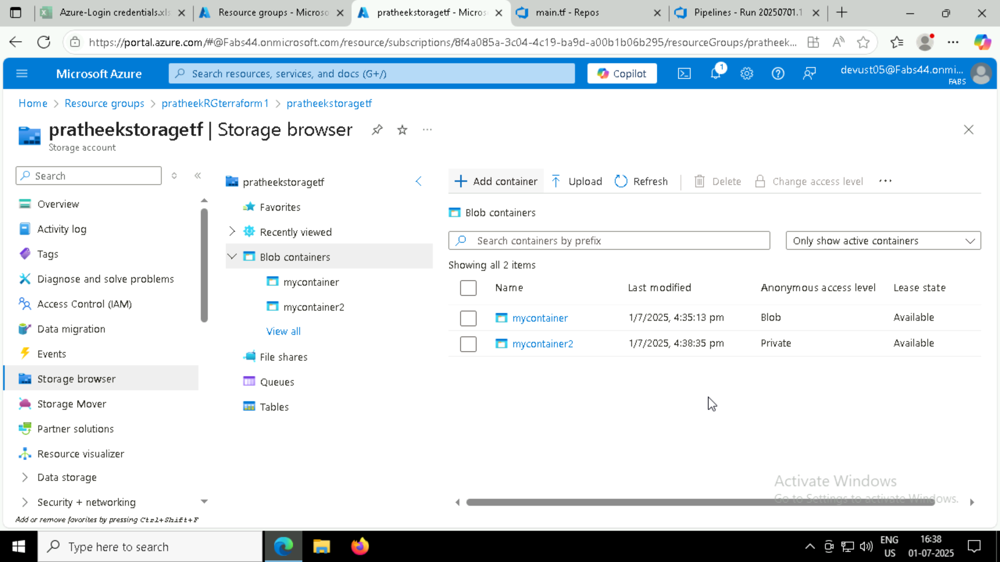 Azure-Login credentials.xls
Resource groups - Microso
pratheekstoragetf - Micros
main.tf - Repos
Pipelines - Run 20250701.1
https://portal.azure.com/#@Fabs44.onmicrosoft.com/resource/subscriptions/8f4a085a-3c04-4c19-ba9d-a00b1b06b295/resourceGroups/pratheek...
Microsoft Azure
Search resources, services, and docs (G+/)
Copilot
1
devust05@Fabs44.onmi...
FABS
Home > Resource groups > pratheekRGterraform1 > pratheekstoragetf
pratheekstoragetf | Storage browser
Storage account
Search
Overview
Activity log
Tags
Diagnose and solve problems
Access Control (IAM)
Data migration
Events
Storage browser
Storage Mover
Partner solutions
Resource visualizer
Data storage
Security + networking
Add or remove favorites by pressing Ctrl+Shift+F
pratheekstoragetf
Favorites
Recently viewed
Blob containers
mycontainer
mycontainer2
View all
File shares
Queues
Tables
Add container Upload Refresh Delete Change access level
Blob containers
Search containers by prefix
Only show active containers
Showing all 2 items
Name Last modified Anonymous access level Lease state
mycontainer 1/7/2025, 4:35:13 pm Blob Available
mycontainer2 1/7/2025, 4:38:35 pm Private Available
Activate Windows
Go to Settings to activate Windows.
Type here to search
ENG
US
16:38
01-07-2025